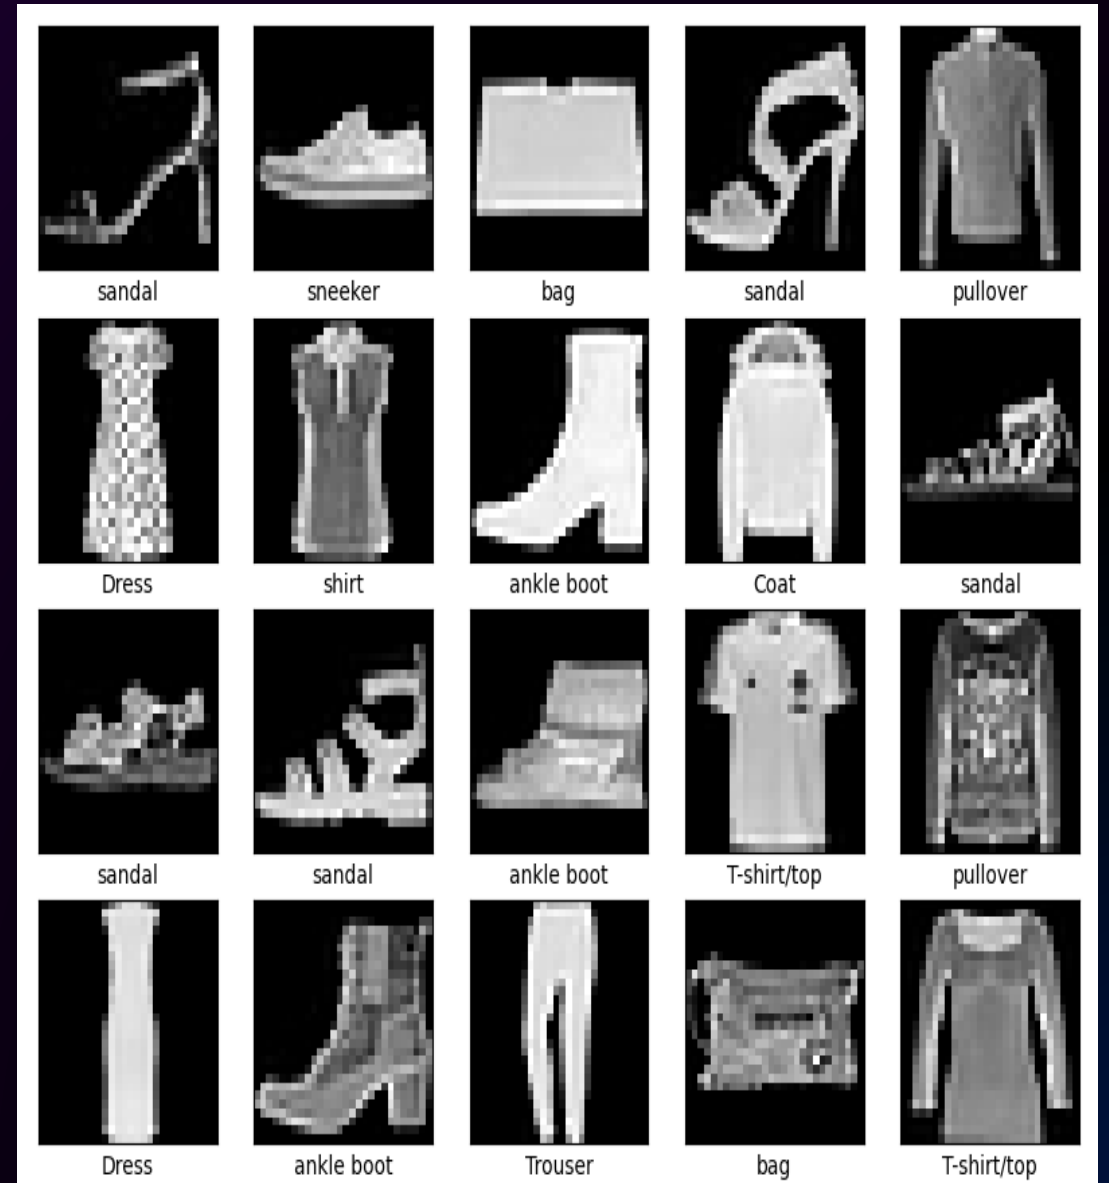 sandal sneeker bag sandal pullover
Dress shirt ankle boot Coat sandal
sandal sandal ankle boot T-shirt/top pullover
Dress ankle boot Trouser bag T-shirt/top